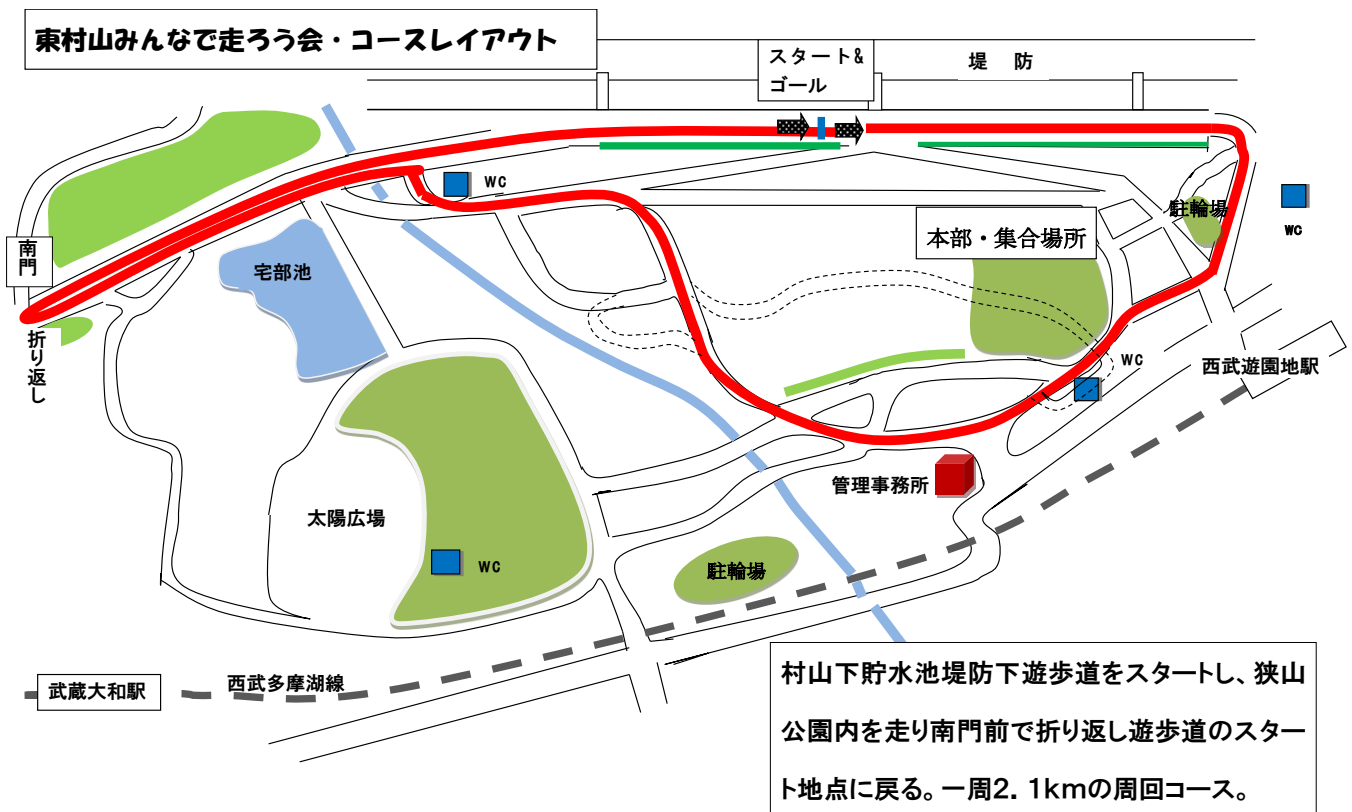 東村山みんなで走ろう会・コースレイアウト
スタート&
ゴール
堤 防
WC
駐輪場
WC
南門
本部・集合場所
宅部池
折り返し
WC
西武遊園地駅
管理事務所
太陽広場
WC
駐輪場
武蔵大和駅
西武多摩湖線
村山下貯水池堤防下遊歩道をスタートし、狭山
公園内を走り南門前で折り返し遊歩道のスター
ト地点に戻る。一周2．1kmの周回コース。